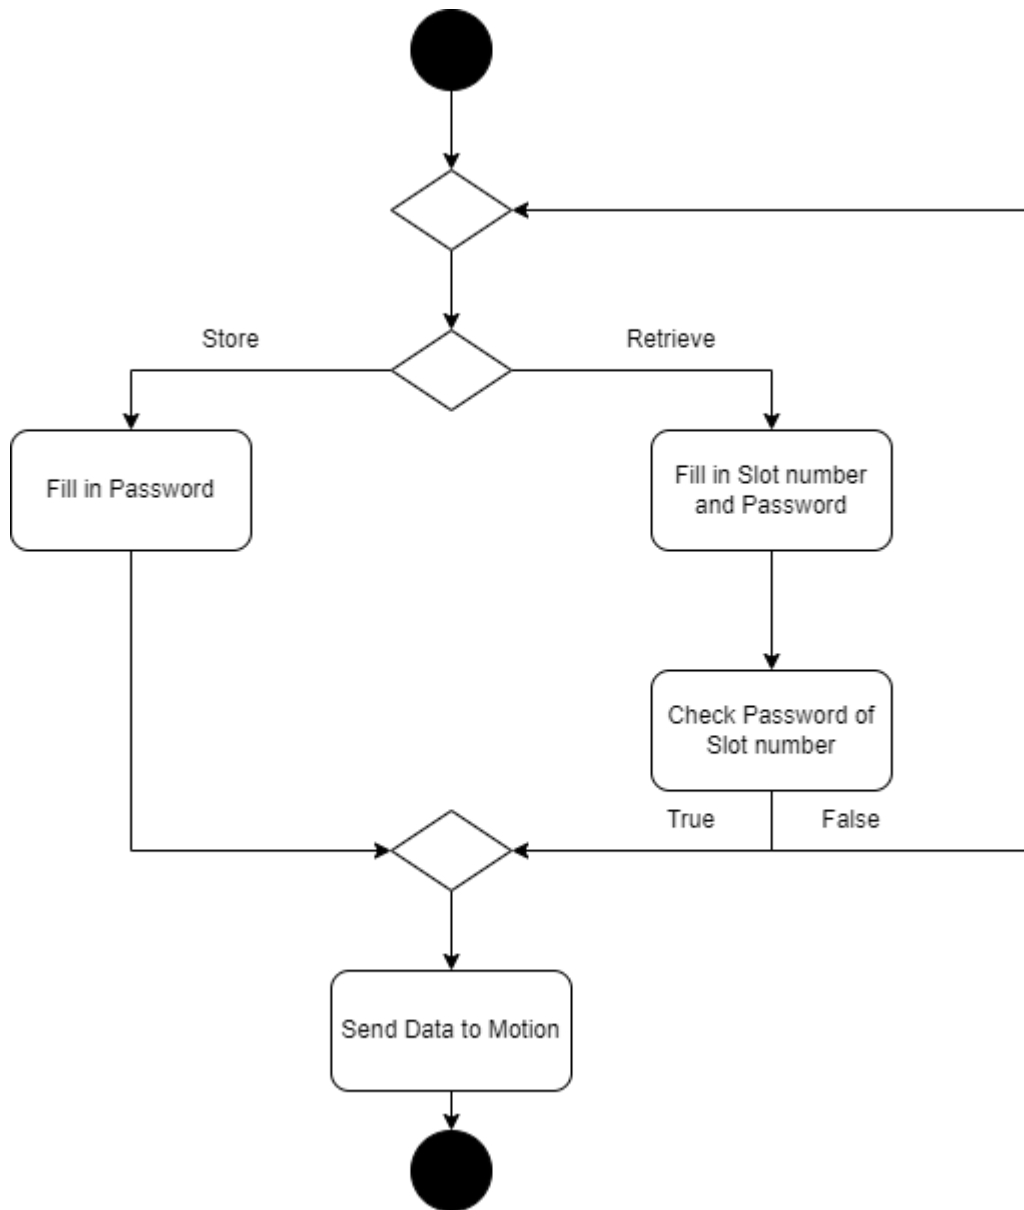 Store
Retrieve
Fill in Password
Fill in Slot number
and Password
Check Password of
Slot number
True
False
Send Data to Motion